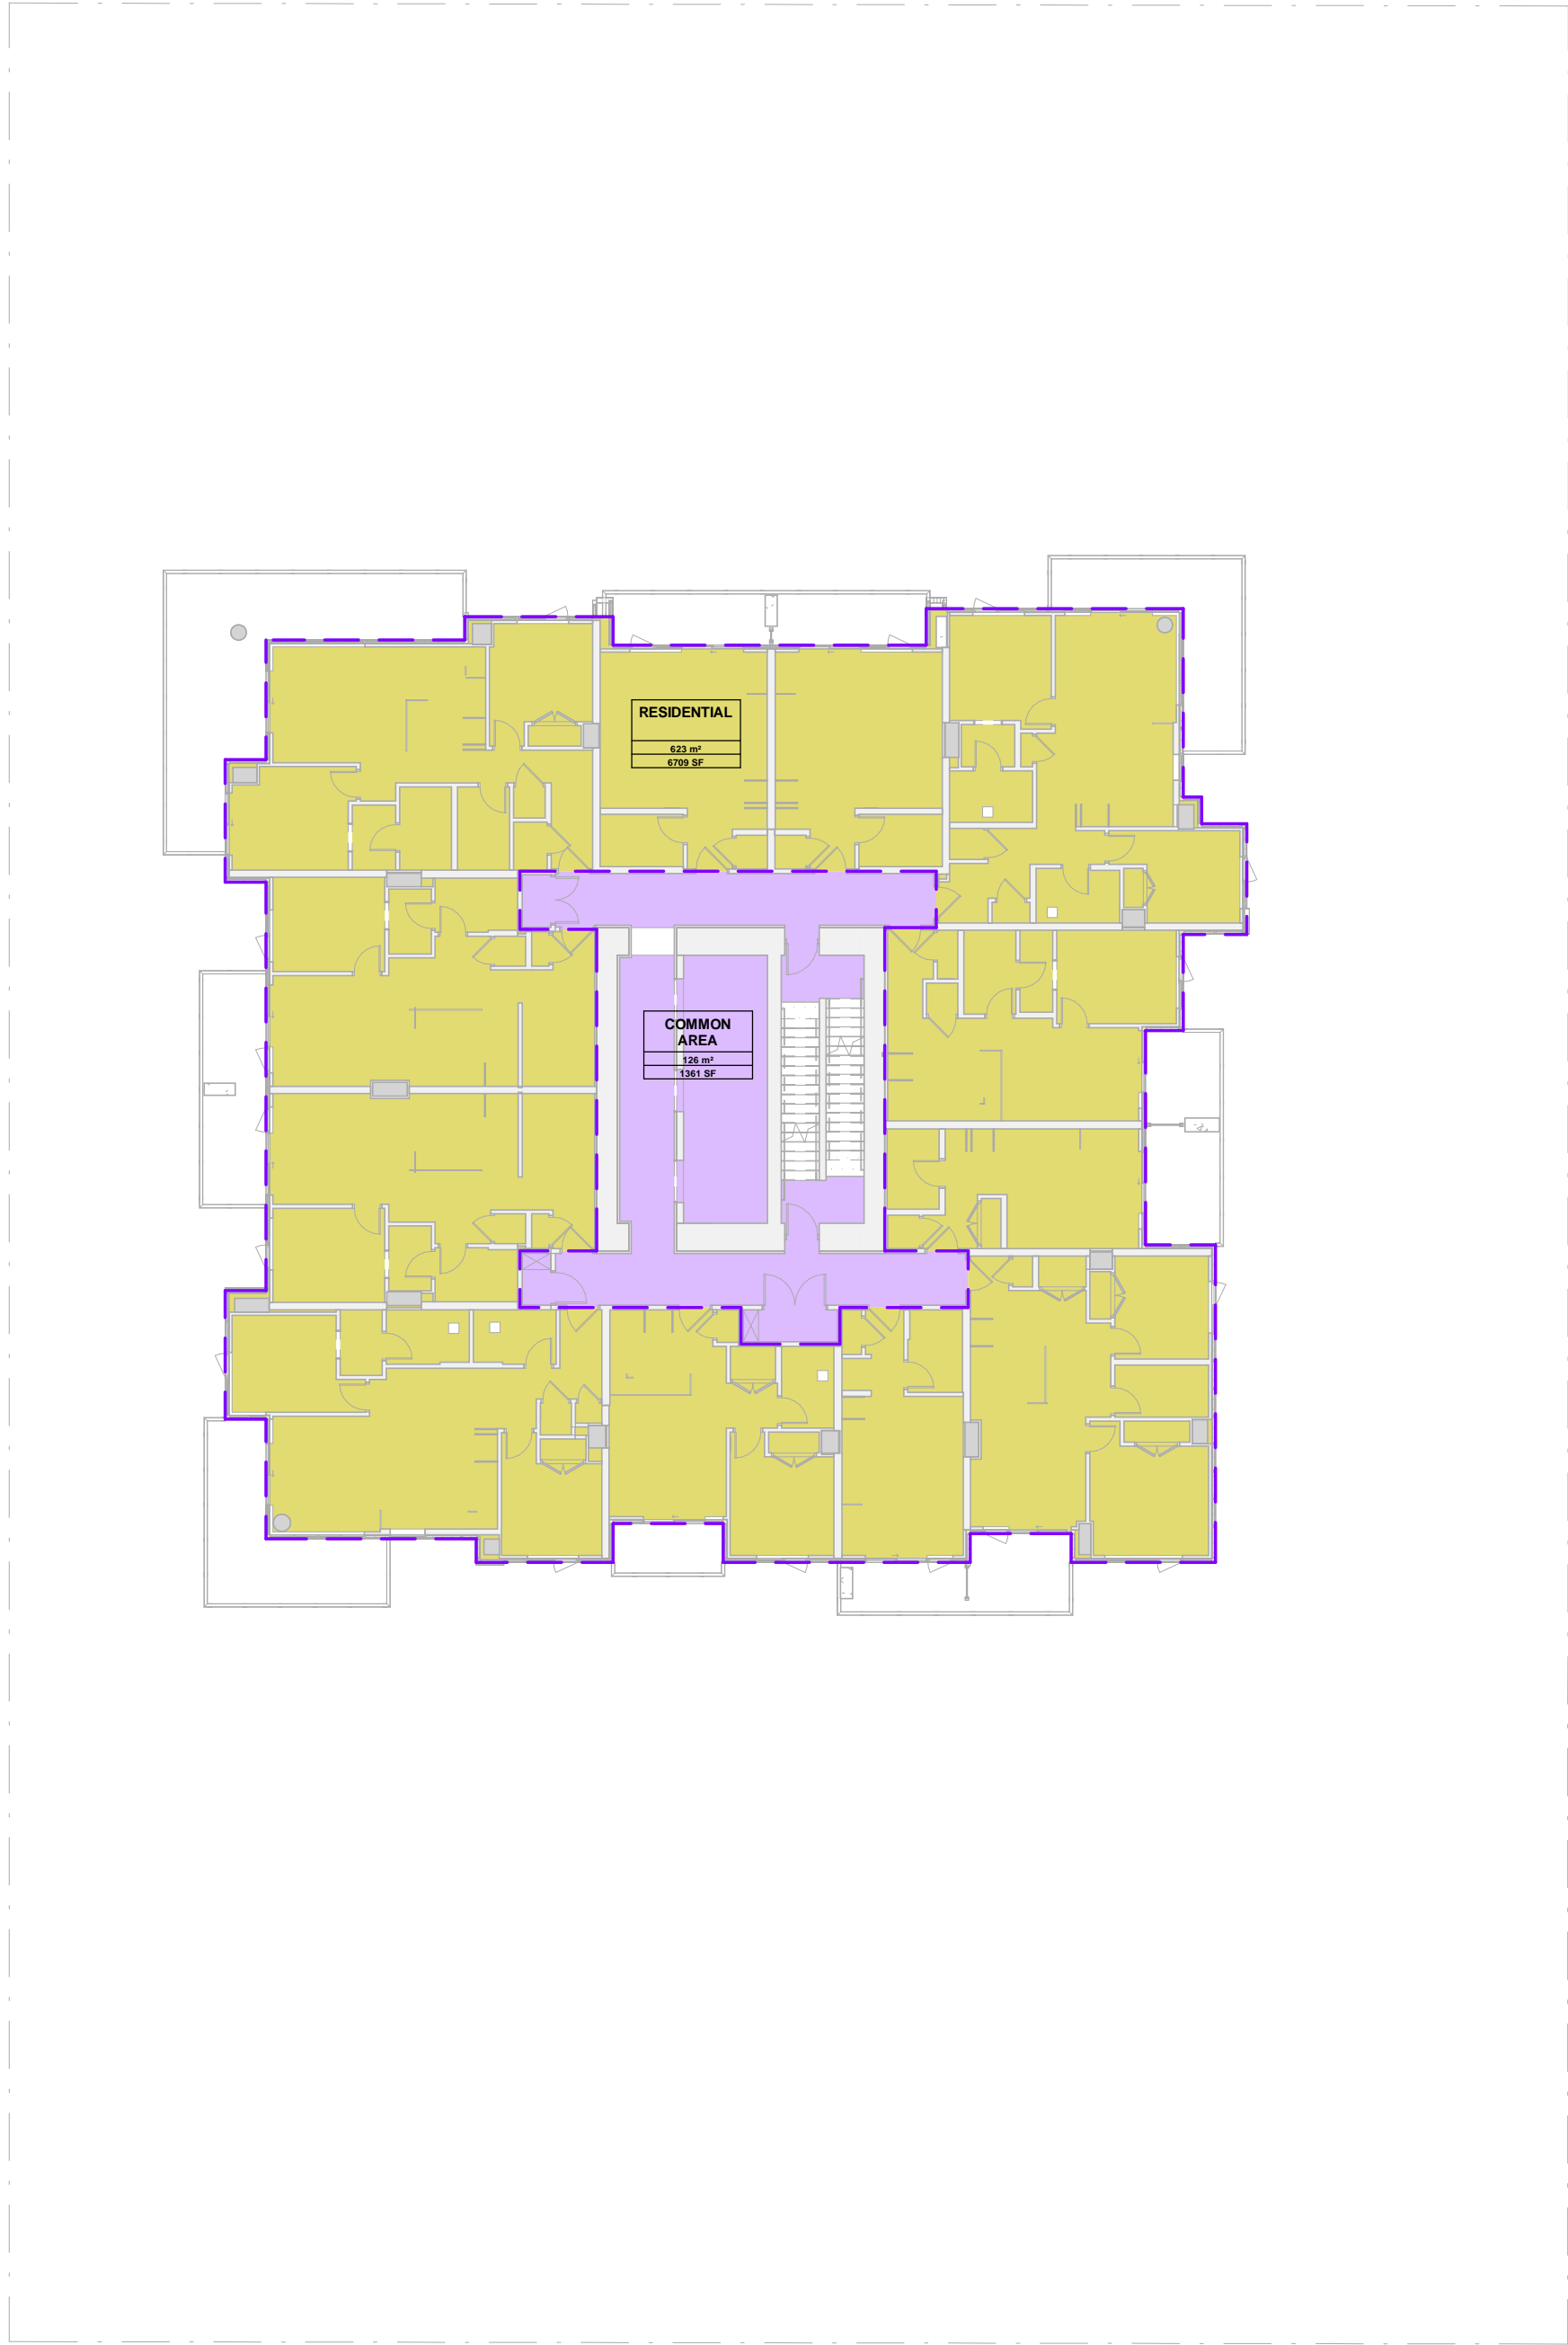 RESIDENTIAL
623 m²
6709 SF
COMMON
AREA
126 m²
1361 SF